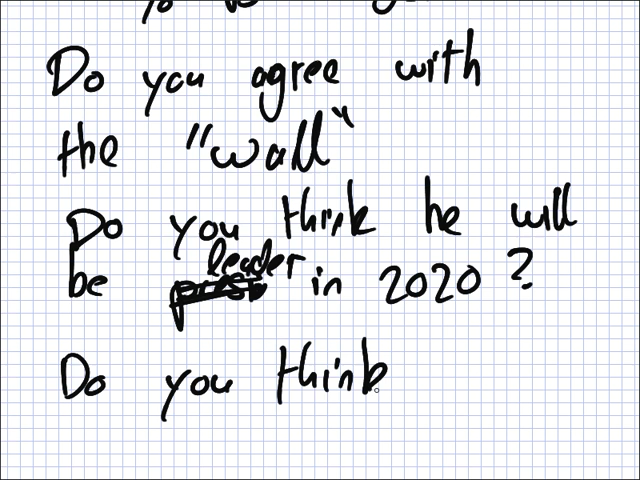 Do you agree with
the "wall"
Do you think he will
be leader in 2020?
Do you think